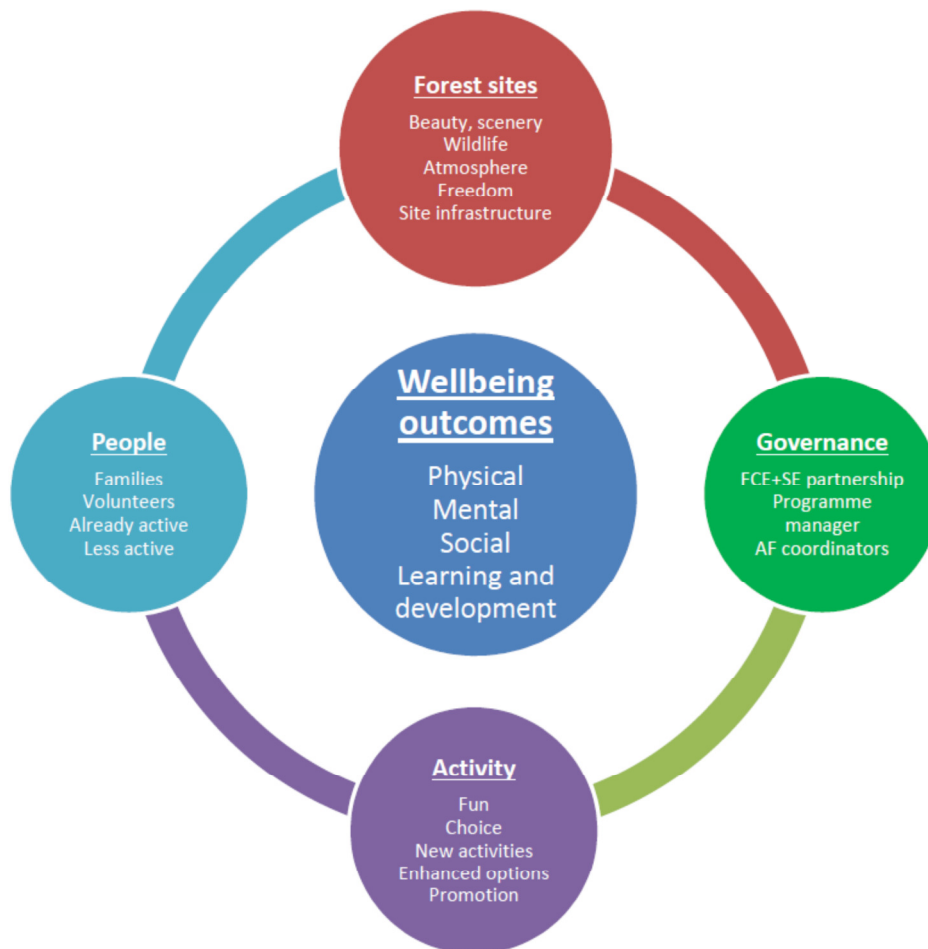 Forest sites
Beauty, scenery
Wildlife
Atmosphere
Freedom
Site infrastructure
Wellbeing
outcomes
Physical
Mental
Social
Learning and
development
People
Families
Volunteers
Already active
Less active
Governance
FCE+SE partnership
Programme
manager
AF coordinators
Activity
Fun
Choice
New activities
Enhanced options
Promotion